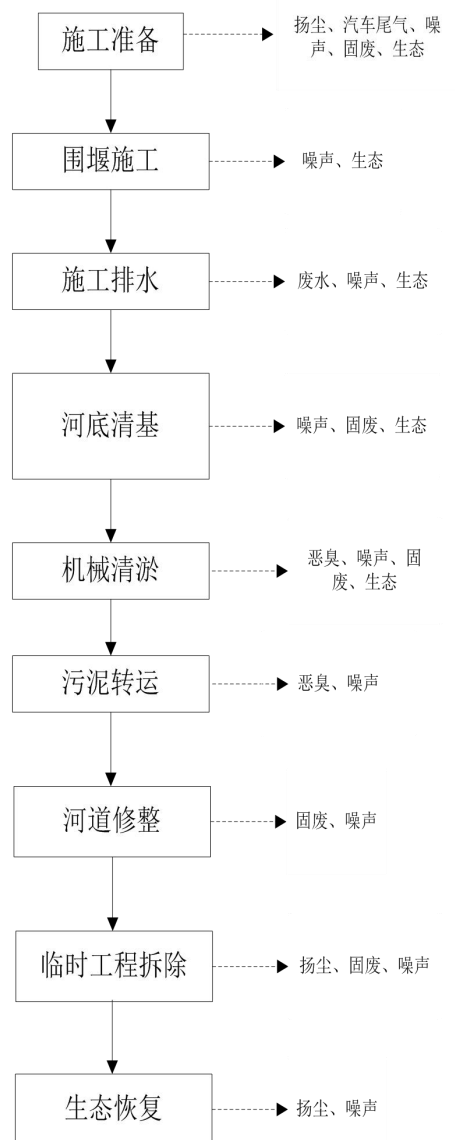 施工准备
扬尘、汽车尾气、噪
声、固废、生态
围堰施工
噪声、生态
施工排水
废水、噪声、生态
河底清基
噪声、固废、生态
机械清淤
恶臭、噪声、固
废、生态
污泥转运
恶臭、噪声
河道修整
固废、噪声
临时工程拆除
扬尘、固废、噪声
生态恢复
扬尘、噪声